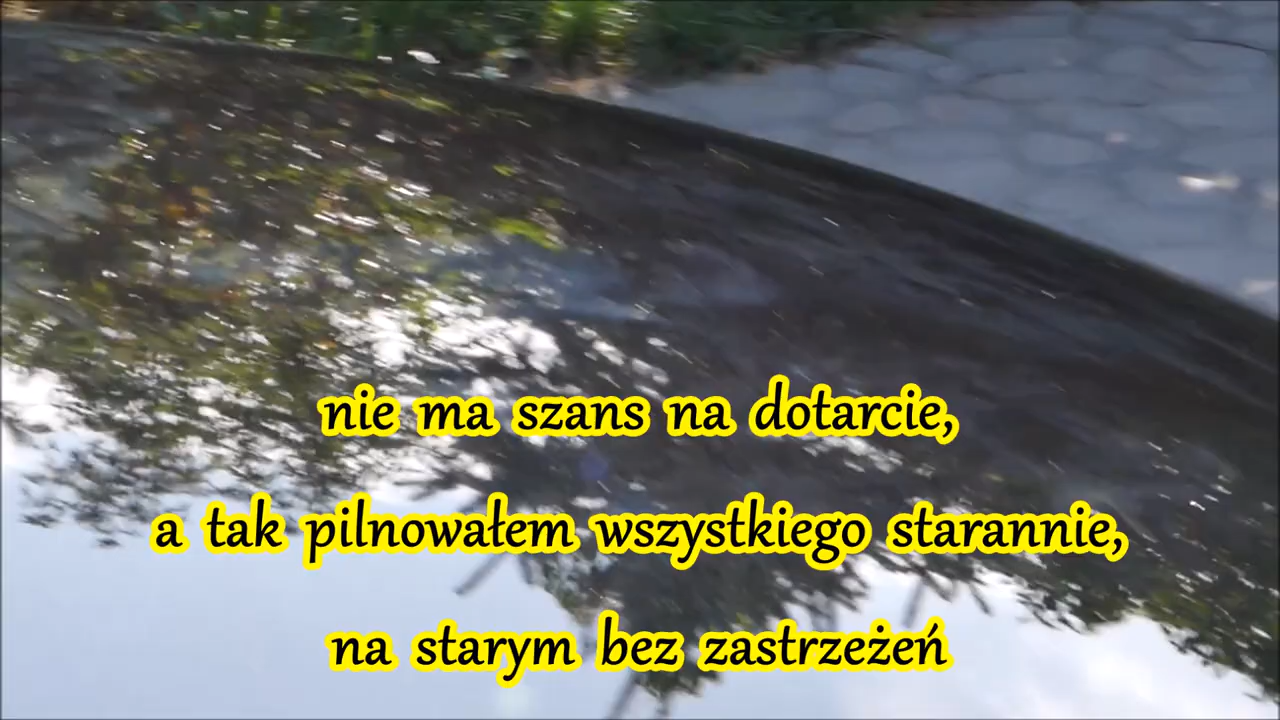 nie ma szans na dotarcie,
a tak pilnowałem wszystkiego starannie,
na starym bez zastrzeżeń